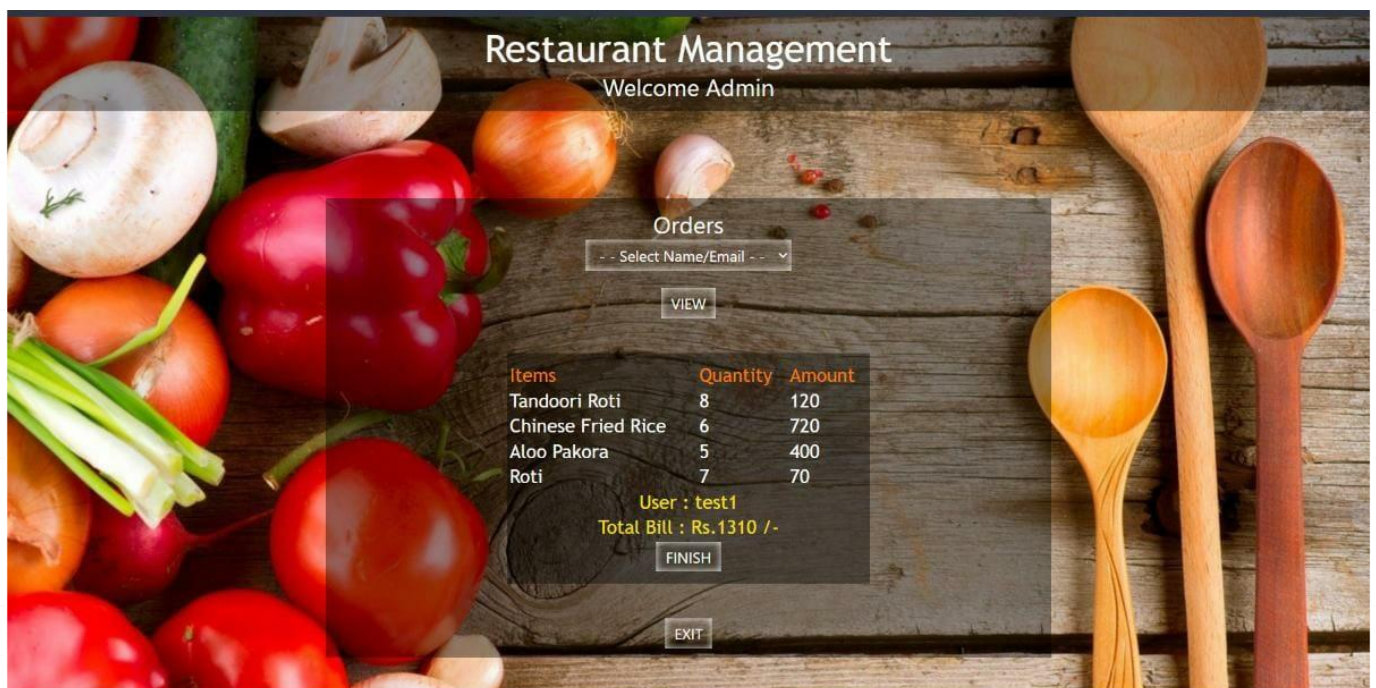 Restaurant Management
Welcome Admin
Orders
- - Select Name/Email - -
VIEW
Items Quantity Amount
Tandoori Roti 8 120
Chinese Fried Rice 6 720
Aloo Pakora 5 400
Roti 7 70
User : test1
Total Bill : Rs.1310 /-
FINISH
EXIT